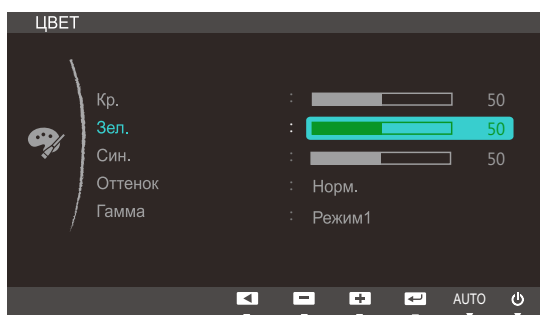 ЦВЕТ
Кр. : 50
Зел. : 50
Син. : 50
Оттенок : Норм.
Гамма : Режим1
AUTO